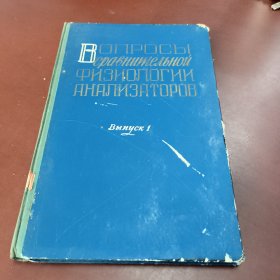 ВОПРОСЫ
сравнительной
ФИЗИОЛОГИИ
АНАЛИЗАТОРОВ
Выпуск 1